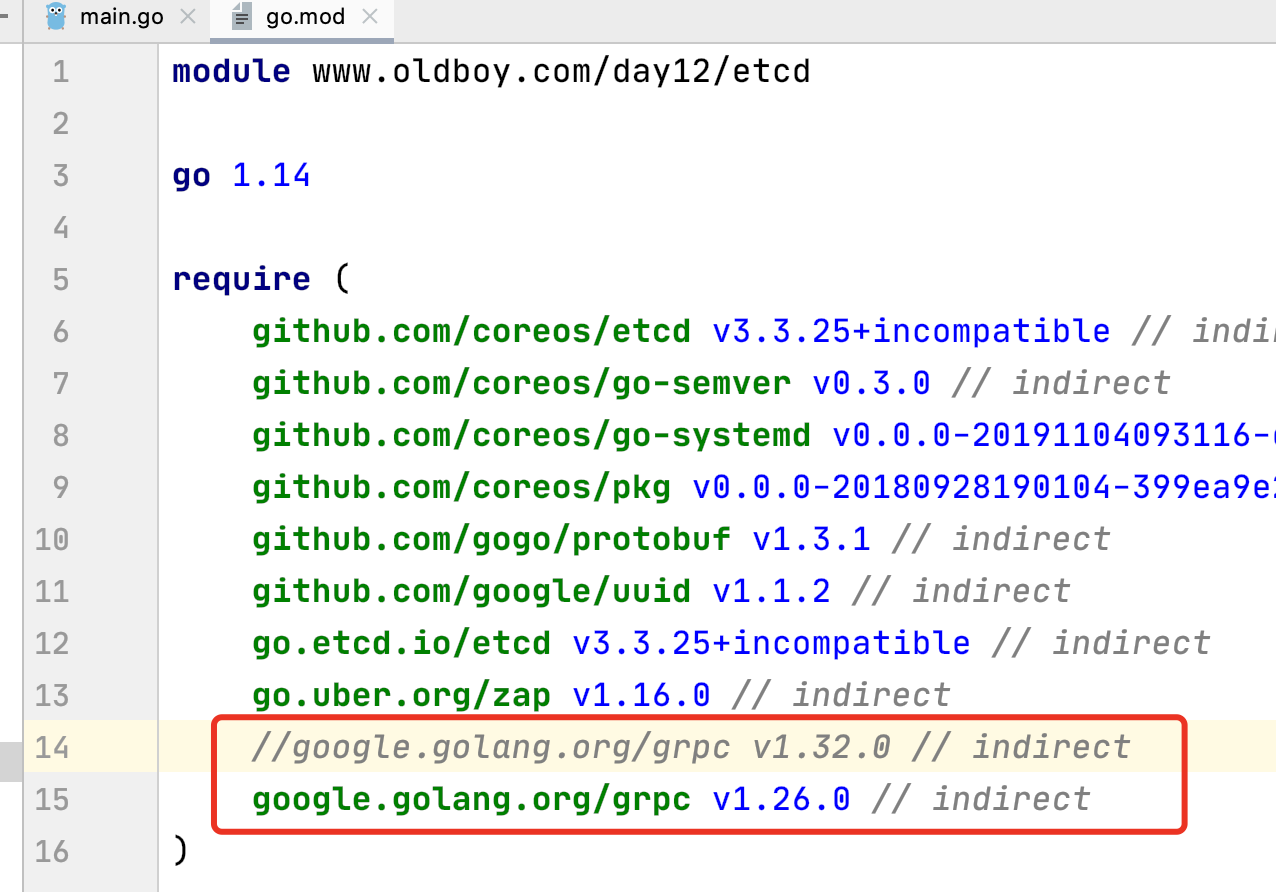 main.go
go.mod
1 module www.oldboy.com/day12/etcd
2
3 go 1.14
4
5 require (
6 github.com/coreos/etcd v3.3.25+incompatible //
7 github.com/coreos/go-semver v0.3.0 // indirect
8 github.com/coreos/go-systemd v0.0.0-20191104093116-
9 github.com/coreos/pkg v0.0.0-20180928190104-399ea9e2
10 github.com/gogo/protobuf v1.3.1 // indirect
11 github.com/google/uuid v1.1.2 // indirect
12 go.etcd.io/etcd v3.3.25+incompatible // indirect
13 go.uber.org/zap v1.16.0 // indirect
14 //google.golang.org/grpc v1.32.0 // indirect
15 google.golang.org/grpc v1.26.0 // indirect
16 )